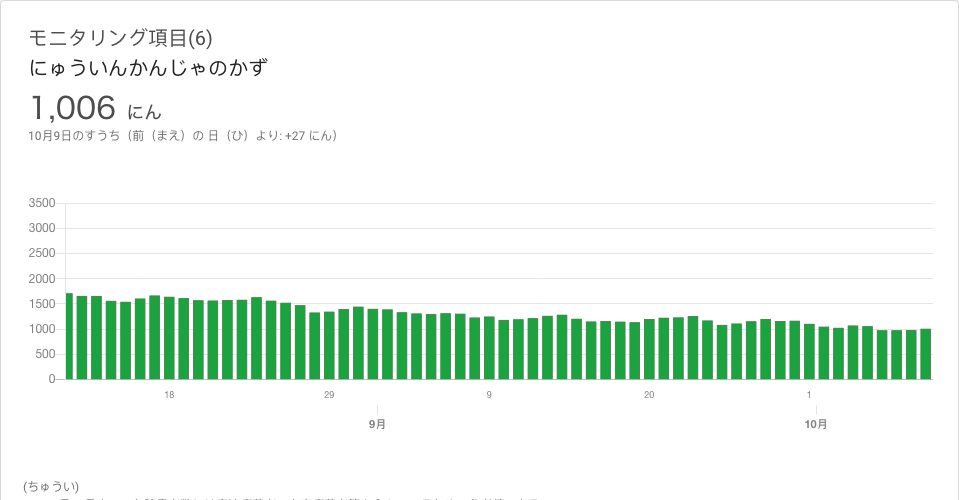 モニタリング項目(6)
にゅういんかんじゃのかず
1,006 にん
10月9日のすうち（前（まえ）の 日（ひ）より: +27 にん）
3500
3000
2500
2000
1500
1000
500
0
18 29 9 20 1
9月 10月
(ちゅうい)